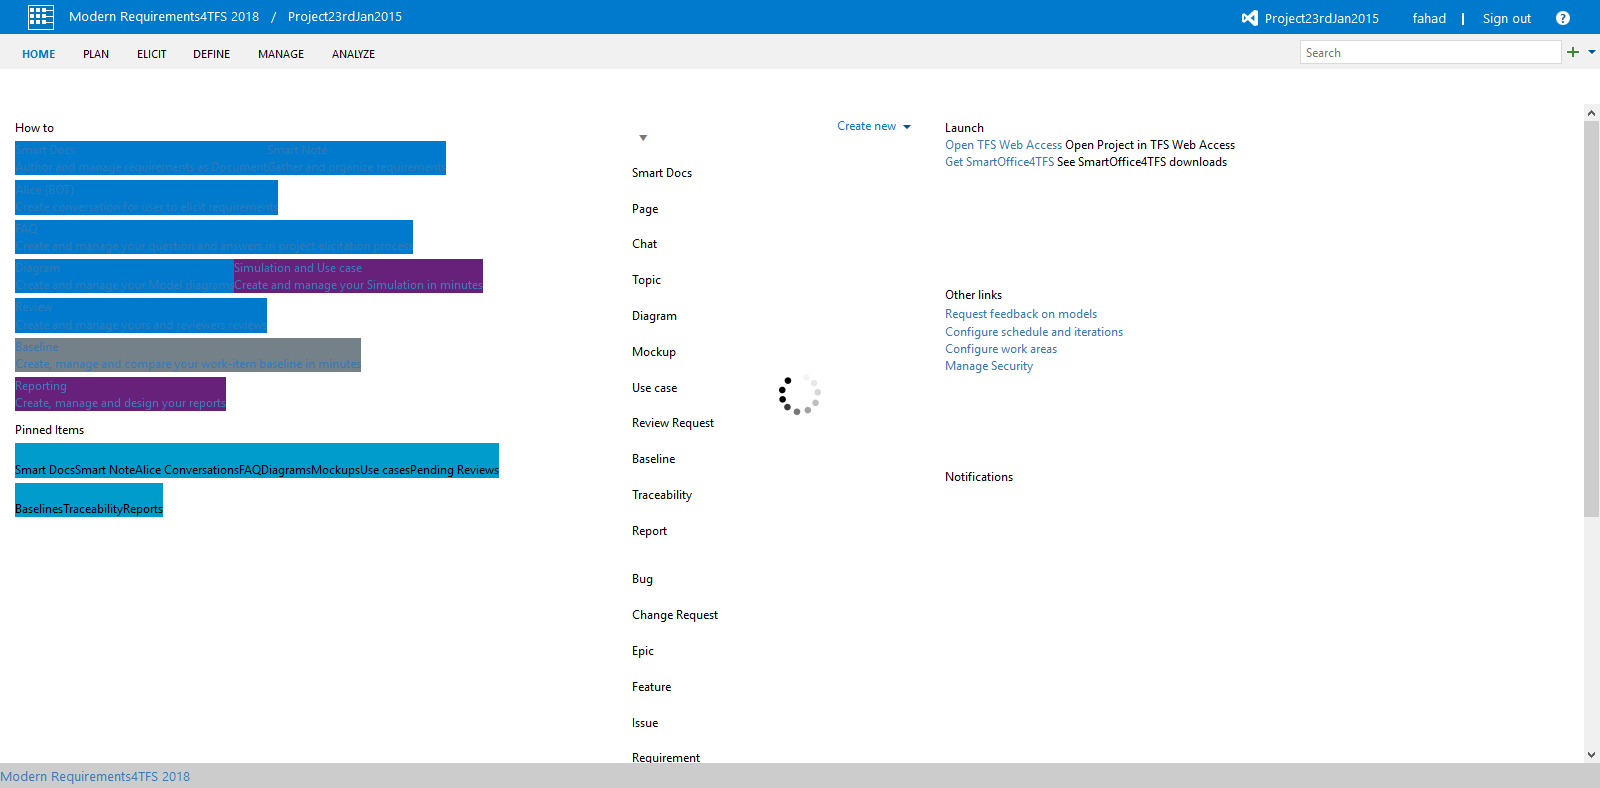 Modern Requirements4TFS 2018 / Project23rdJan2015
Project23rdJan2015 fahad | Sign out ?
HOME PLAN ELICIT DEFINE MANAGE ANALYZE
Search
How to
Smart Docs Smart Note
Author and manage requirements as DocumentGather and organize requirements
Alice (BOT)
Create conversation for user to elicit requirements
FAQ
Create and manage your question and answers in project elicitation process
Diagram Simulation and Use case
Create and manage your Model diagramsCreate and manage your Simulation in minutes
Review
Create and manage yours and reviewers reviews
Baseline
Create, manage and compare your work-item baseline in minutes
Reporting
Create, manage and design your reports
Pinned Items
Smart DocsSmart NoteAlice ConversationsFAQDiagramsMockupsUse casesPending Reviews
BaselinesTraceabilityReports
Create new
Smart Docs
Page
Chat
Topic
Diagram
Mockup
Use case
Review Request
Baseline
Traceability
Report
Bug
Change Request
Epic
Feature
Issue
Requirement
Launch
Open TFS Web Access Open Project in TFS Web Access
Get SmartOffice4TFS See SmartOffice4TFS downloads
Other links
Request feedback on models
Configure schedule and iterations
Configure work areas
Manage Security
Notifications
Modern Requirements4TFS 2018